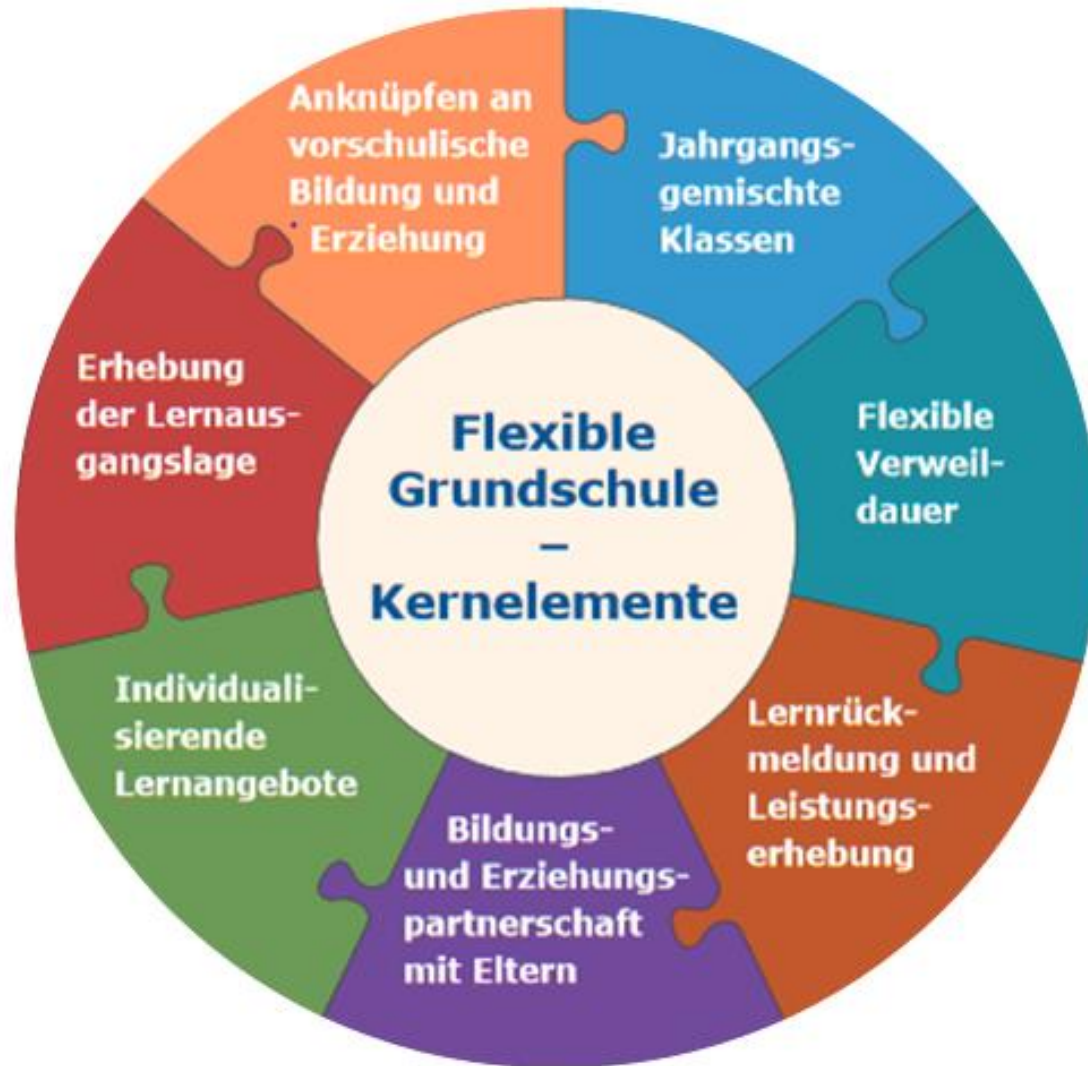 Flexible
Grundschule
–
Kernelemente
Jahrgangs-
gemischte
Klassen
Flexible
Verweil-
dauer
Lernrück-
meldung und
Leistungs-
erhebung
Bildungs-
und Erziehungs-
partnerschaft
mit Eltern
Individuali-
sierende
Lernangebote
Erhebung
der Lernaus-
gangslage
Anknüpfen an
vorschulische
Bildung und
Erziehung